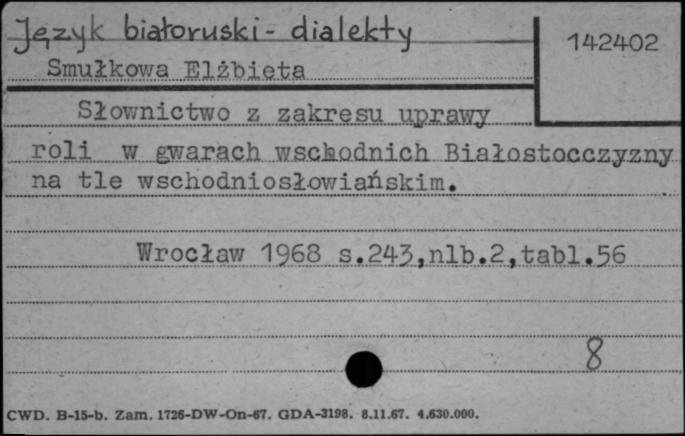 Język białoruski - dialekty
142402
Smułkowa Elżbieta
Słownictwo z zakresu uprawy
roli w gwarach wschodnich Białostocczyzny
na tle wschodniosłowiańskim.
Wrocław 1968 s.243,nlb.2,tabl.56
8
CWD. B-15-b. Zam. 1726-DW-On-67. GDA-3198. 8.11.67. 4.630.000.